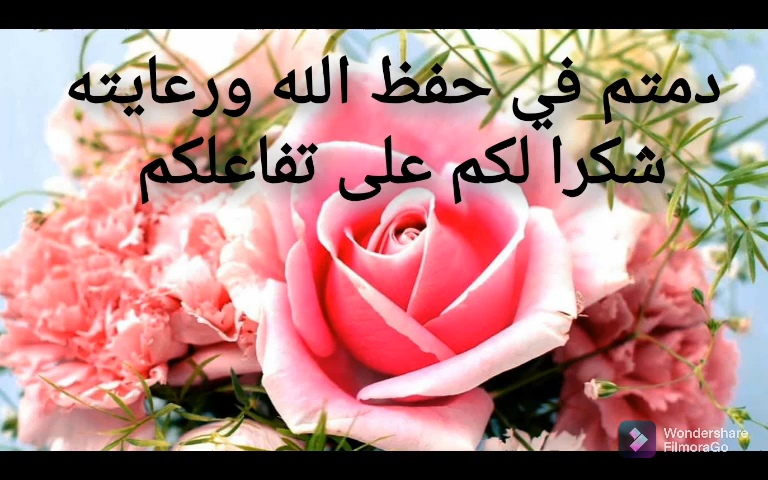 دمتم في حفظ الله ورعايته
شكرا لكم على تفاعلكم
Wondershare
FilmoraGo